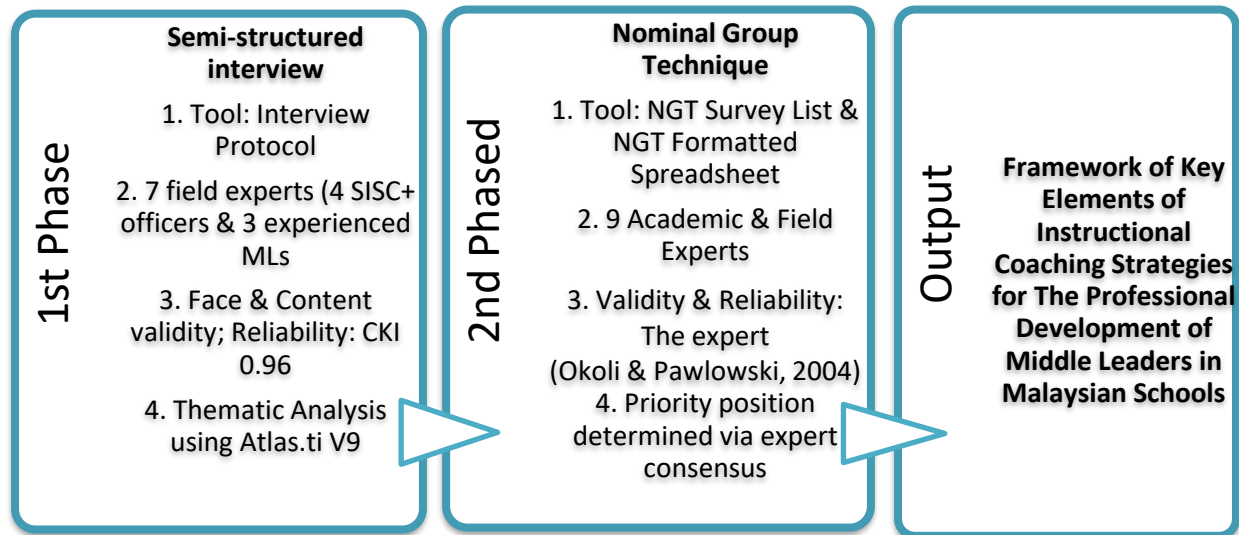 1st Phase
Semi-structured
interview
1. Tool: Interview
Protocol
2. 7 field experts (4 SISC+
officers & 3 experienced
MLs
3. Face & Content
validity; Reliability: CKI
0.96
4. Thematic Analysis
using Atlas.ti V9
2nd Phased
Nominal Group
Technique
1. Tool: NGT Survey List &
NGT Formatted
Spreadsheet
2. 9 Academic & Field
Experts
3. Validity & Reliability:
The expert
(Okoli & Pawlowski, 2004)
4. Priority position
determined via expert
consensus
Output
Framework of Key
Elements of
Instructional
Coaching Strategies
for The Professional
Development of
Middle Leaders in
Malaysian Schools